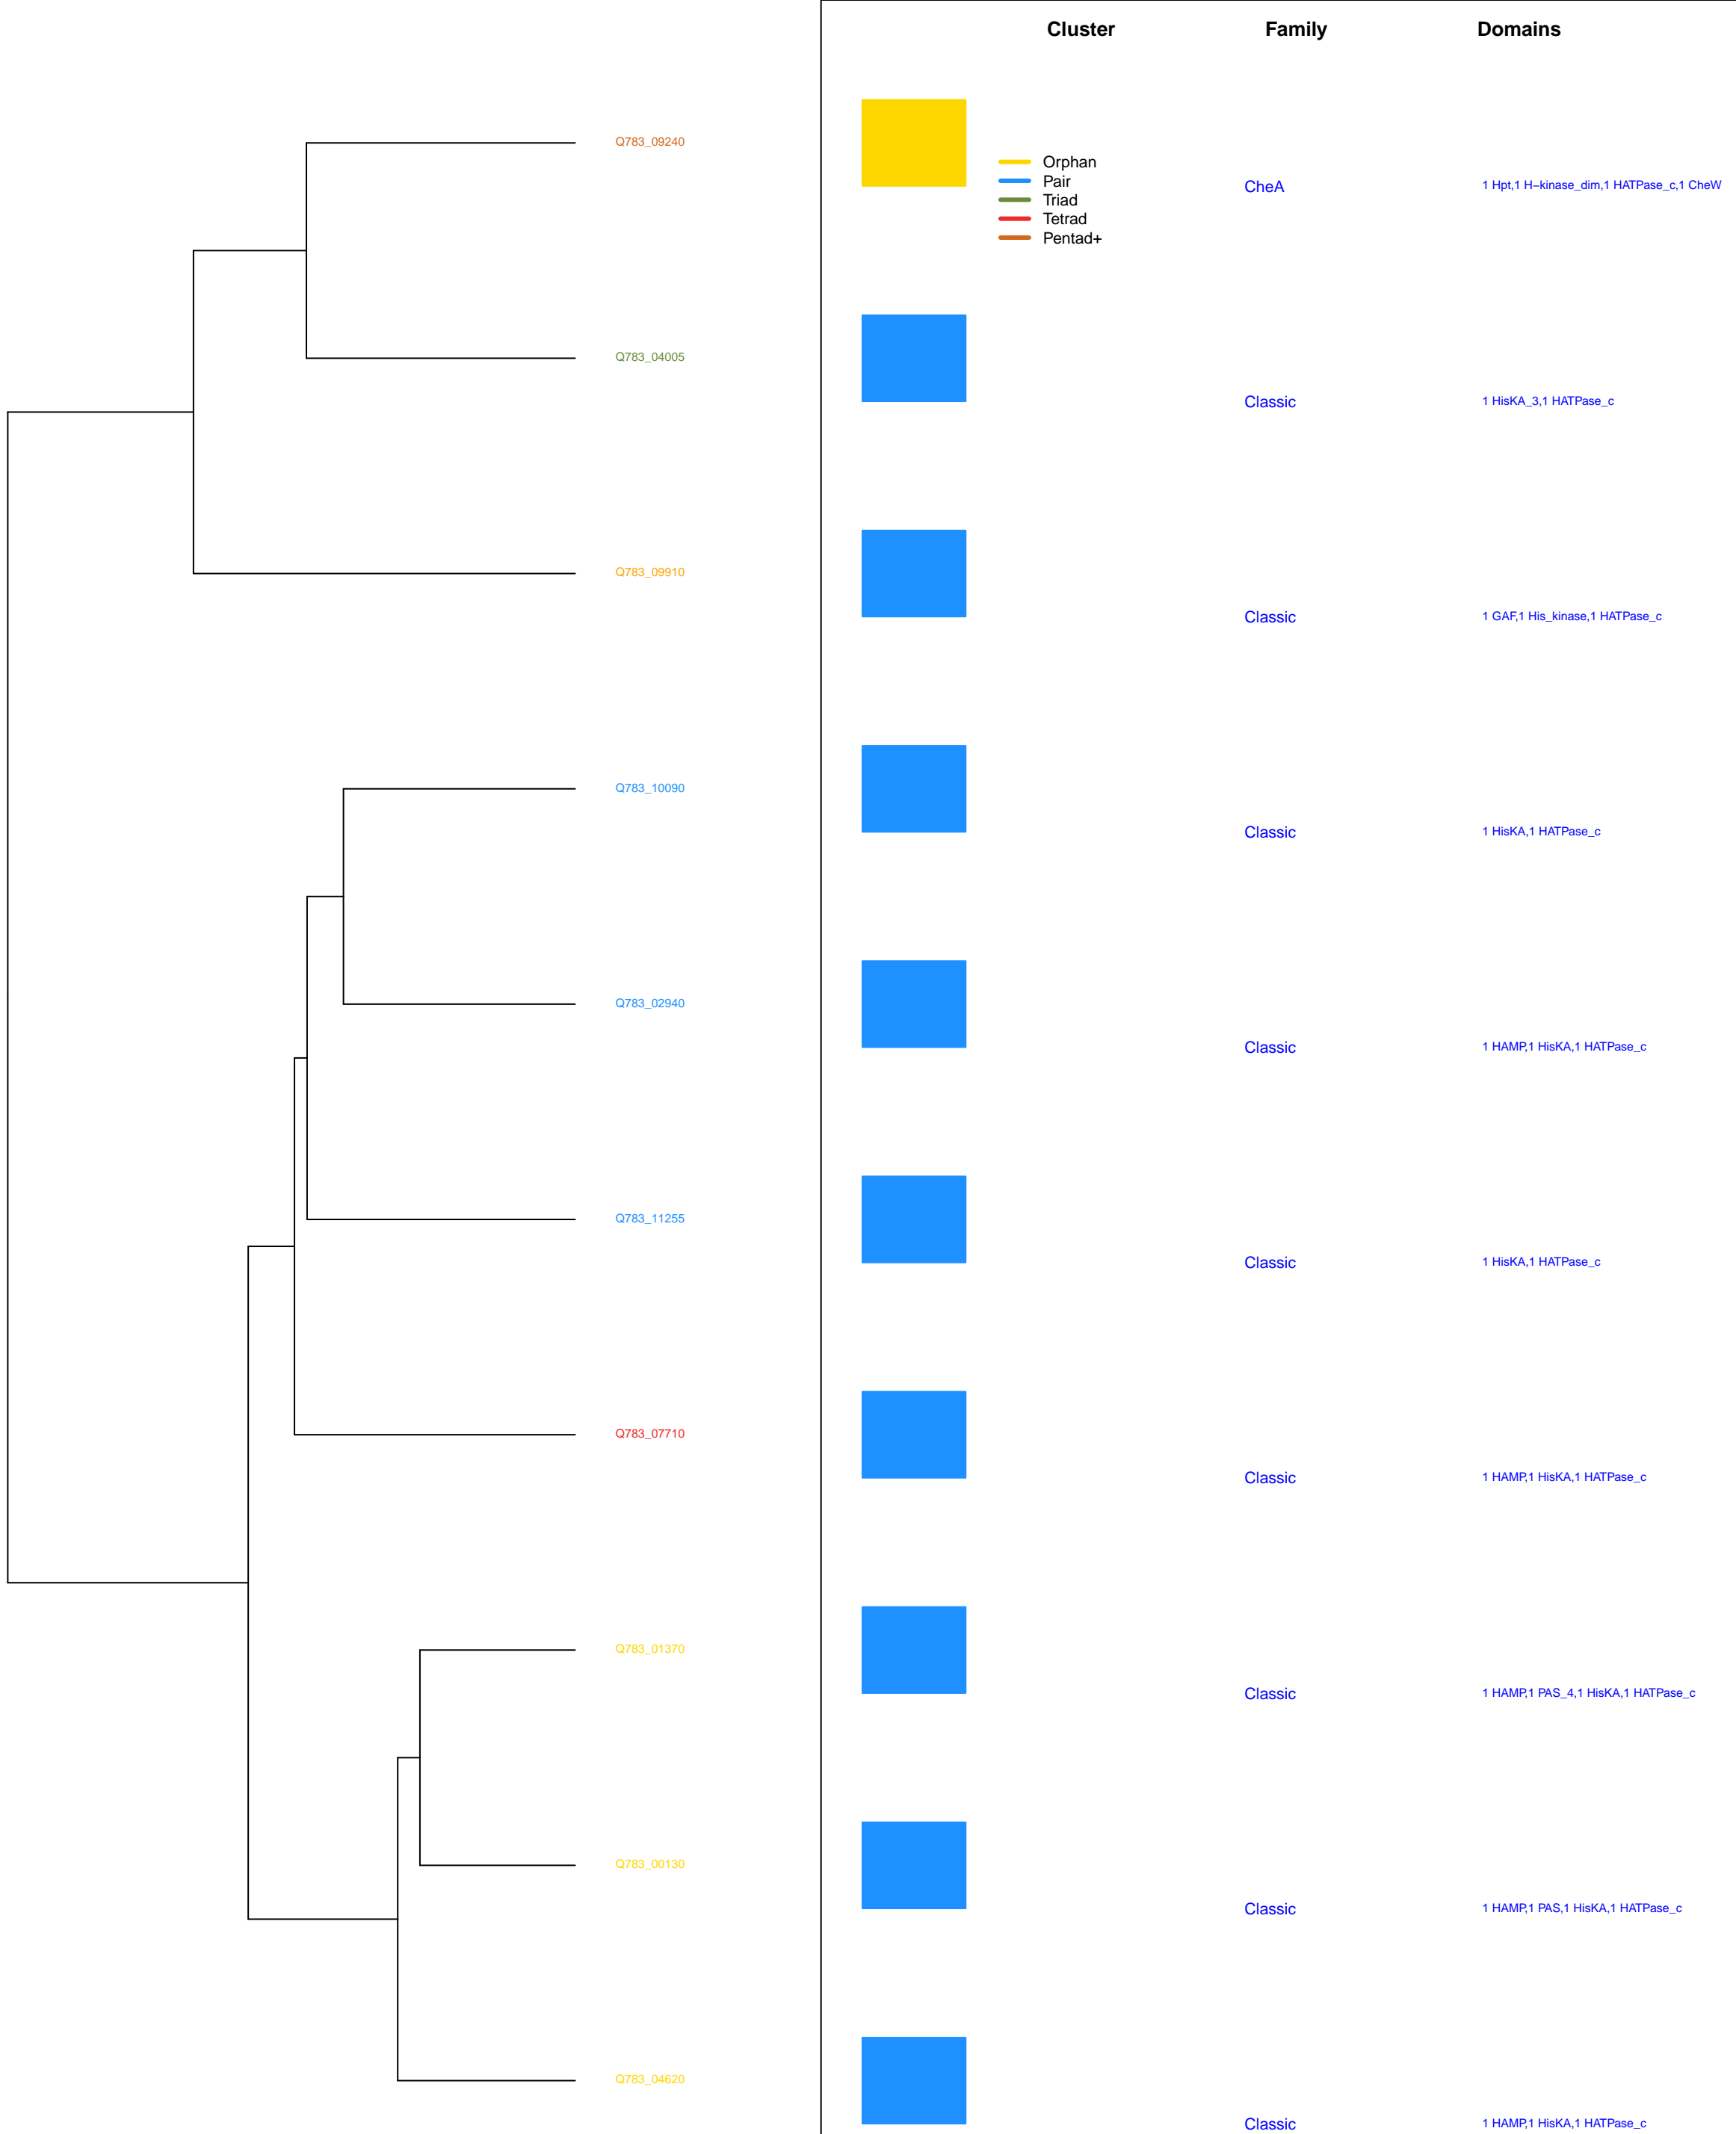 Cluster Family Domains
Q783_09240
Orphan
Pair
Triad
Tetrad
Pentad+
CheA 1 Hpt,1 H−kinase_dim,1 HATPase_c,1 CheW
Q783_04005
Classic 1 HisKA_3,1 HATPase_c
Q783_09910
Classic 1 GAF,1 His_kinase,1 HATPase_c
Q783_10090
Classic 1 HisKA,1 HATPase_c
Q783_02940
Classic 1 HAMP,1 HisKA,1 HATPase_c
Q783_11255
Classic 1 HisKA,1 HATPase_c
Q783_07710
Classic 1 HAMP,1 HisKA,1 HATPase_c
Q783_01370
Classic 1 HAMP,1 PAS_4,1 HisKA,1 HATPase_c
Q783_00130
Classic 1 HAMP,1 PAS,1 HisKA,1 HATPase_c
Q783_04620
Classic 1 HAMP,1 HisKA,1 HATPase_c